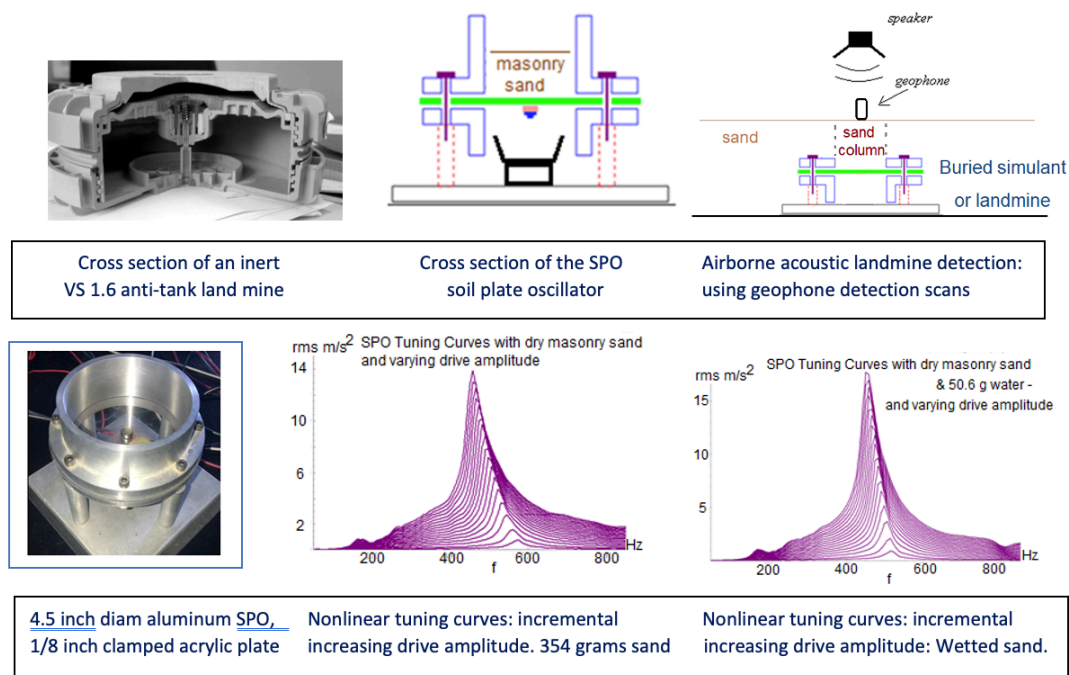 masonry
sand
speaker
geophone
sand
sand
column
Buried simulant
or landmine
Cross section of an inert
VS 1.6 anti-tank land mine
Cross section of the SPO
soil plate oscillator
Airborne acoustic landmine detection:
using geophone detection scans
rms m/s2
SPO Tuning Curves with dry masonry sand
and varying drive amplitude
14
10
6
2
200
400
600
800
Hz
f
rms m/s2
SPO Tuning Curves with dry masonry sand
& 50.6 g water -
and varying drive amplitude
15
10
5
200
400
600
800
Hz
f
4.5 inch diam aluminum SPO,
1/8 inch clamped acrylic plate
Nonlinear tuning curves: incremental
increasing drive amplitude. 354 grams sand
Nonlinear tuning curves: incremental
increasing drive amplitude: Wetted sand.